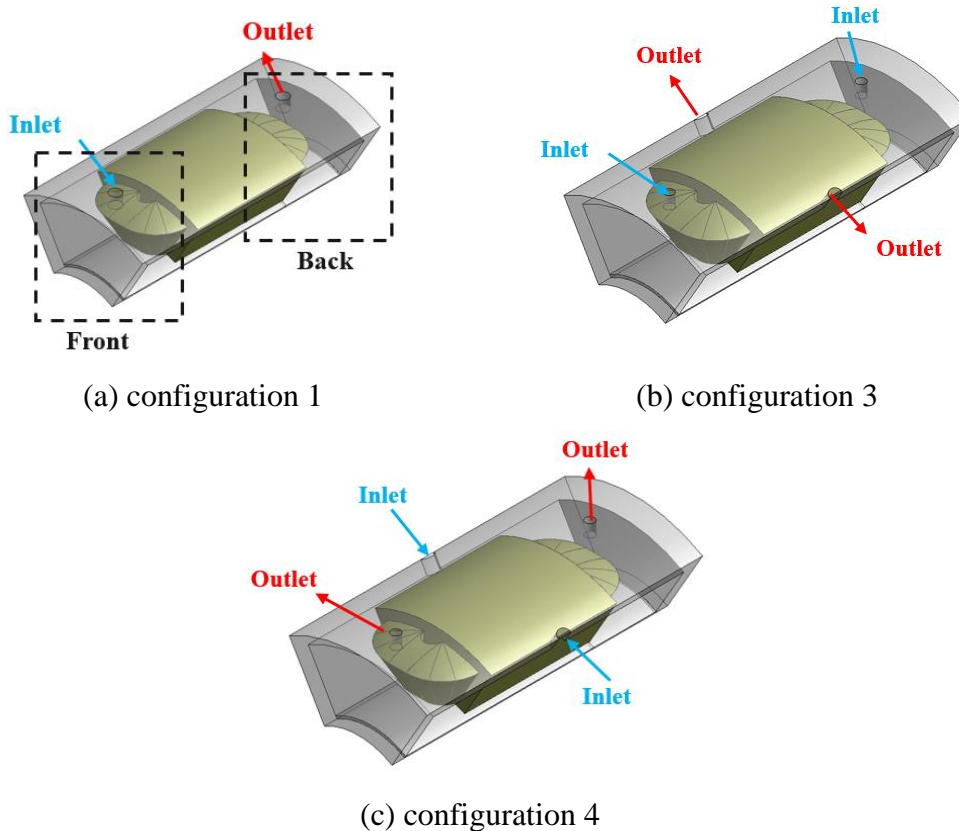 Outlet
Inlet
Back
Front
(a) configuration 1
Inlet
Outlet
Inlet
Outlet
(b) configuration 3
Outlet
Inlet
Outlet
Inlet
(c) configuration 4